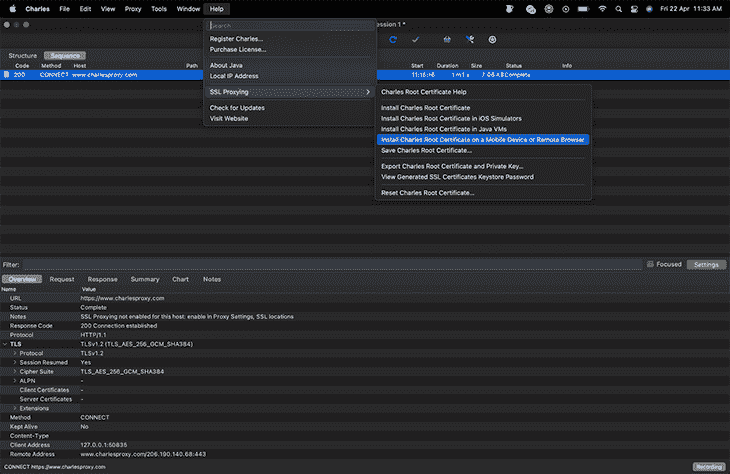 Charles File Edit View Proxy Tools Window Help Fri 22 Apr 11:33 AM
Session 1 *
Search
Register Charles...
Purchase License...
About Java
Local IP Address
SSL Proxying
Check for Updates
Visit Website
Charles Root Certificate Help
Install Charles Root Certificate
Install Charles Root Certificate in iOS Simulators
Install Charles Root Certificate in Java VMs
Install Charles Root Certificate on a Mobile Device or Remote Browser
Save Charles Root Certificate...
Export Charles Root Certificate and Private Key...
View Generated SSL Certificates Keystore Password
Reset Charles Root Certificate...
Structure Sequence
Code Method Host Path Start Duration Size Status Info
200 CONNECT www.charlesproxy.com Complete
Filter: Focused Settings
Overview Request Response Summary Chart Notes
Name Value
URL https://www.charlesproxy.com
Status Complete
Notes SSL Proxying not enabled for this host: enable in Proxy Settings, SSL locations
Response Code 200 Connection established
Protocol HTTP/1.1
TLS TLSv1.2 (TLS_AES_256_GCM_SHA384)
Protocol TLSv1.2
Session Resumed Yes
Cipher Suite TLS_AES_256_GCM_SHA384
ALPN -
Client Certificates -
Server Certificates -
Extensions
Method CONNECT
Kept Alive No
Content-Type
Client Address 127.0.0.1:60835
Remote Address www.charlesproxy.com/206.190.140.68:443
CONNECT https://www.charlesproxy.com Recording